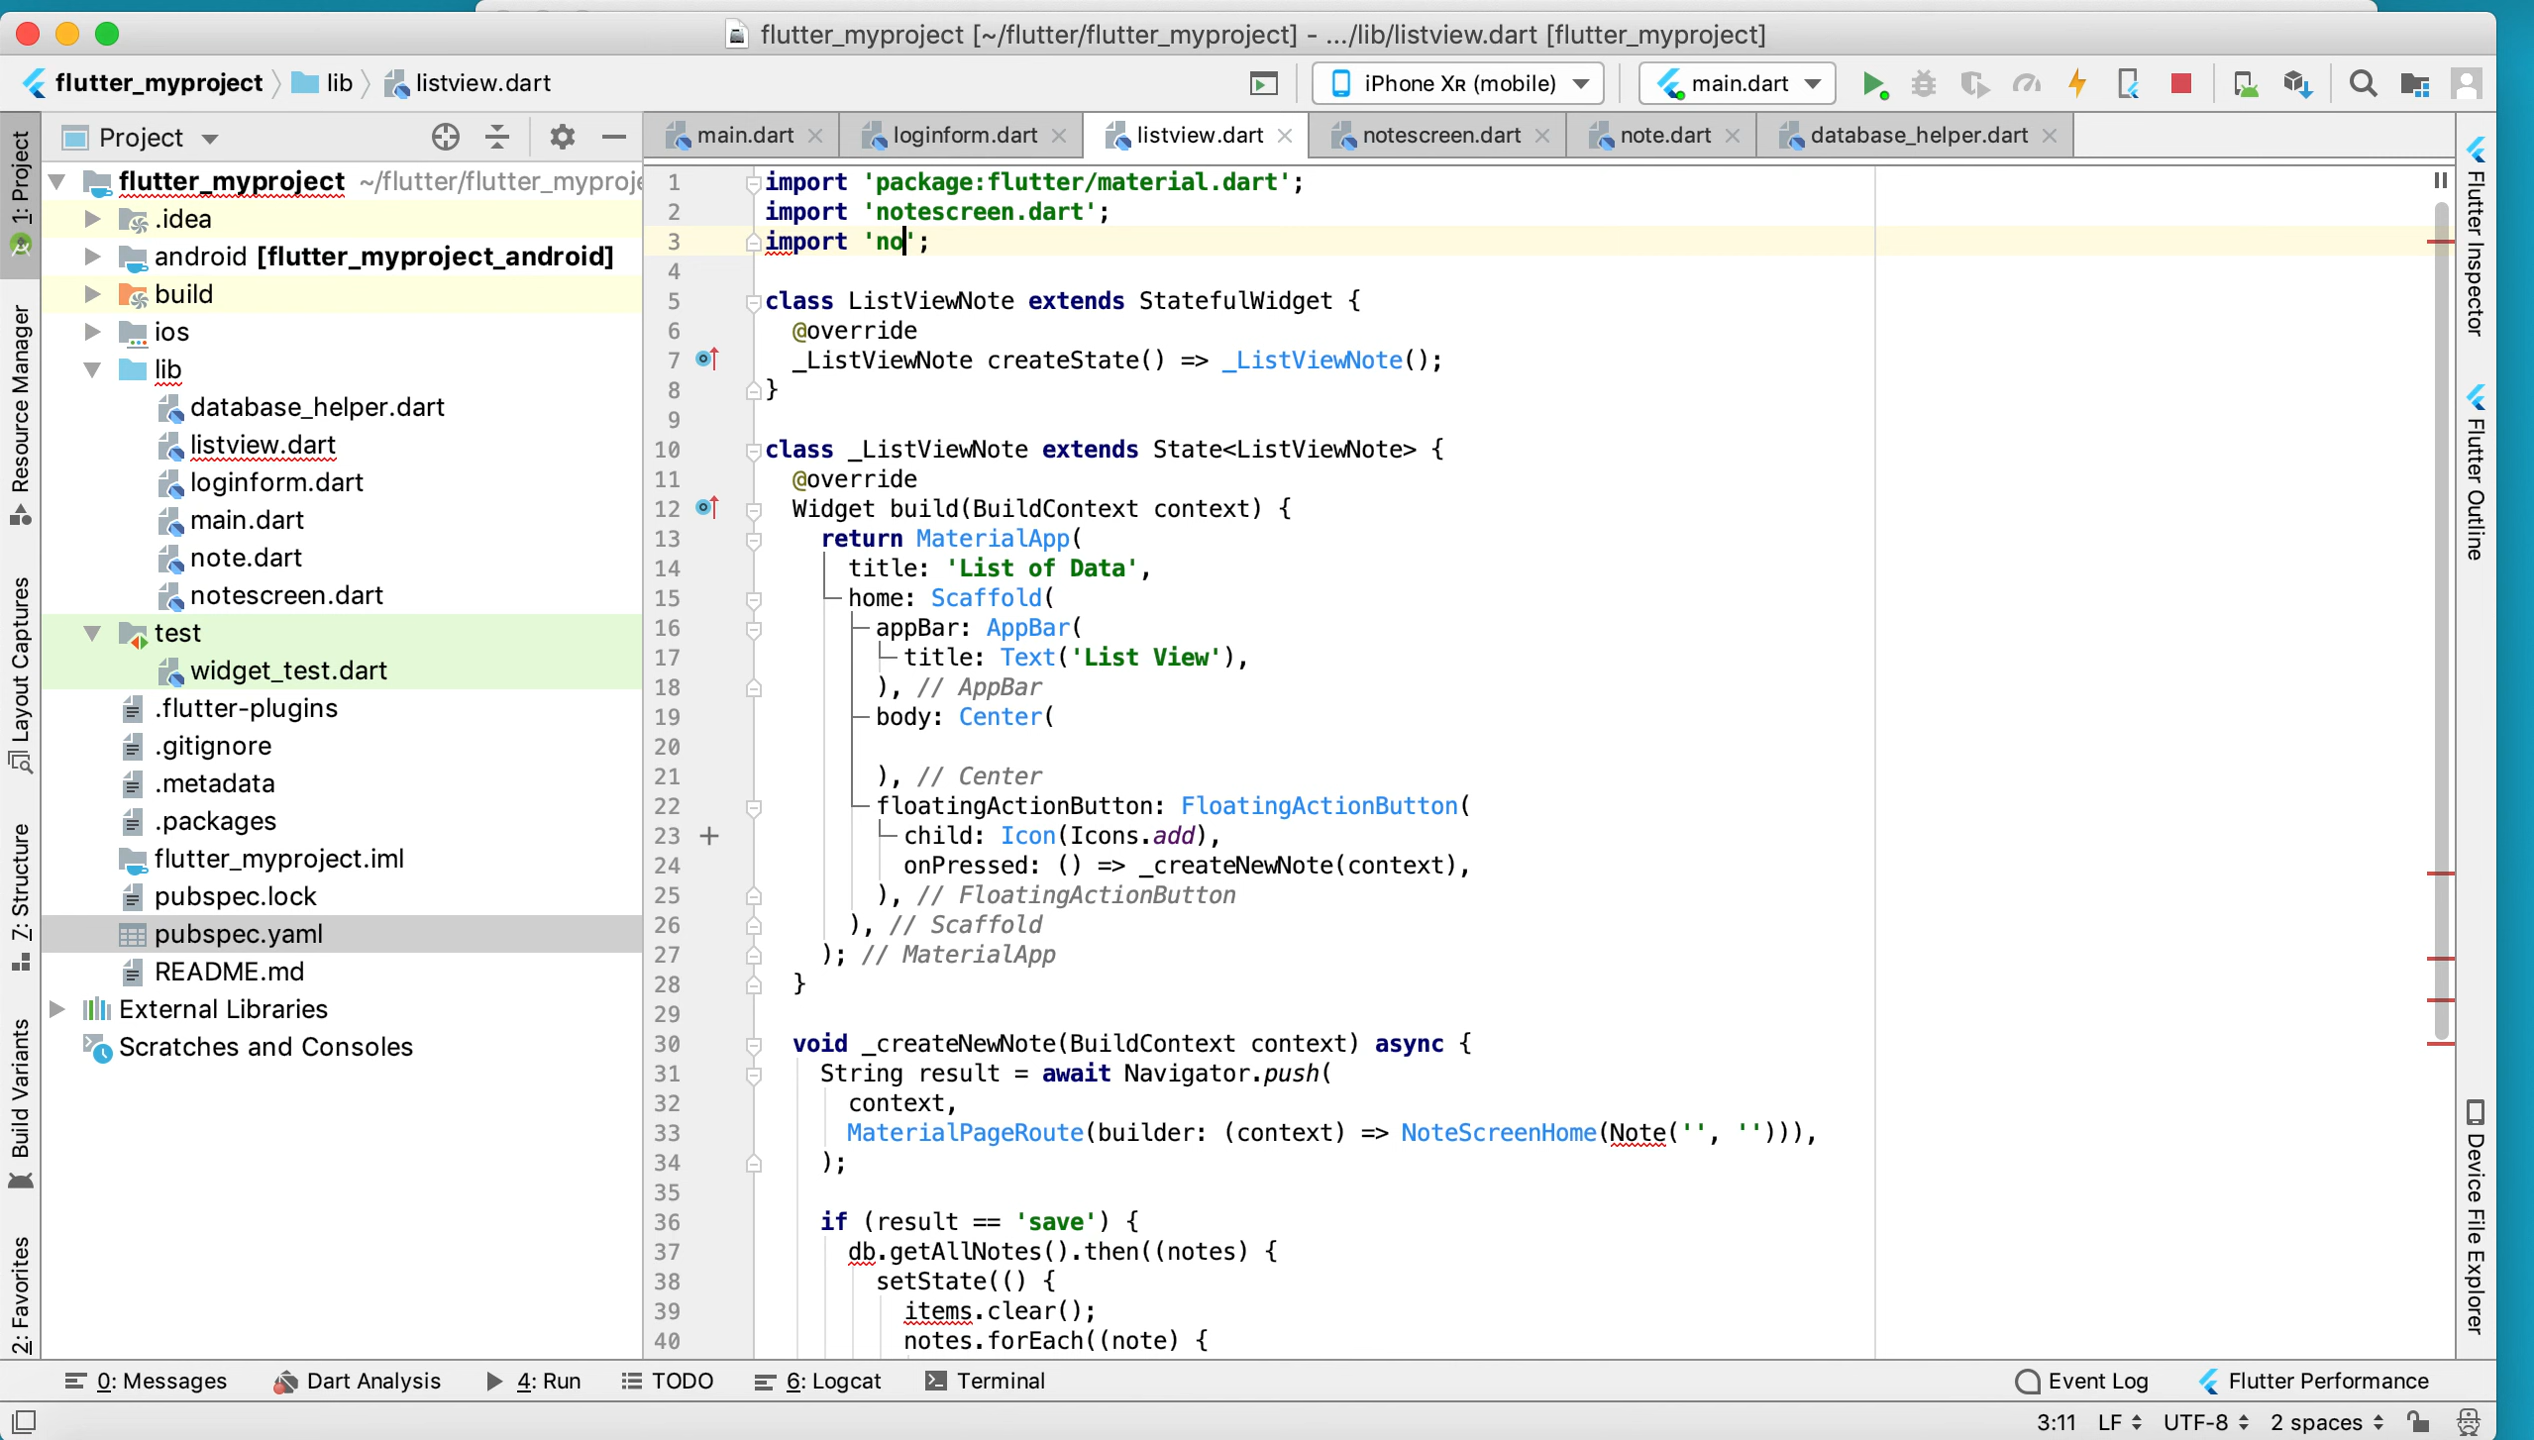 flutter_myproject [~/flutter/flutter_myproject] - .../lib/listview.dart [flutter_myproject]
flutter_myproject lib listview.dart
iPhone XR (mobile) main.dart
Project
main.dart loginform.dart listview.dart notescreen.dart note.dart database_helper.dart
1: Project
Resource Manager
Layout Captures
7: Structure
Build Variants
2: Favorites
flutter_myproject ~/flutter/flutter_myproje
.idea
android [flutter_myproject_android]
build
ios
lib
database_helper.dart
listview.dart
loginform.dart
main.dart
note.dart
notescreen.dart
test
widget_test.dart
.flutter-plugins
.gitignore
.metadata
.packages
flutter_myproject.iml
pubspec.lock
pubspec.yaml
README.md
External Libraries
Scratches and Consoles
1 import 'package:flutter/material.dart';
2 import 'notescreen.dart';
3 import 'no';
4
5 class ListViewNote extends StatefulWidget {
6 @override
7 _ListViewNote createState() => _ListViewNote();
8 }
9
10 class _ListViewNote extends State<ListViewNote> {
11 @override
12 Widget build(BuildContext context) {
13 return MaterialApp(
14 title: 'List of Data',
15 home: Scaffold(
16 appBar: AppBar(
17 title: Text('List View'),
18 ), // AppBar
19 body: Center(
20
21 ), // Center
22 floatingActionButton: FloatingActionButton(
23 child: Icon(Icons.add),
24 onPressed: () => _createNewNote(context),
25 ), // FloatingActionButton
26 ), // Scaffold
27 ); // MaterialApp
28 }
29
30 void _createNewNote(BuildContext context) async {
31 String result = await Navigator.push(
32 context,
33 MaterialPageRoute(builder: (context) => NoteScreenHome(Note('', ''))),
34 );
35
36 if (result == 'save') {
37 db.getAllNotes().then((notes) {
38 setState(() {
39 items.clear();
40 notes.forEach((note) {
Flutter Inspector
Flutter Outline
Device File Explorer
0: Messages Dart Analysis 4: Run TODO 6: Logcat Terminal Event Log Flutter Performance
3:11 LF UTF-8 2 spaces